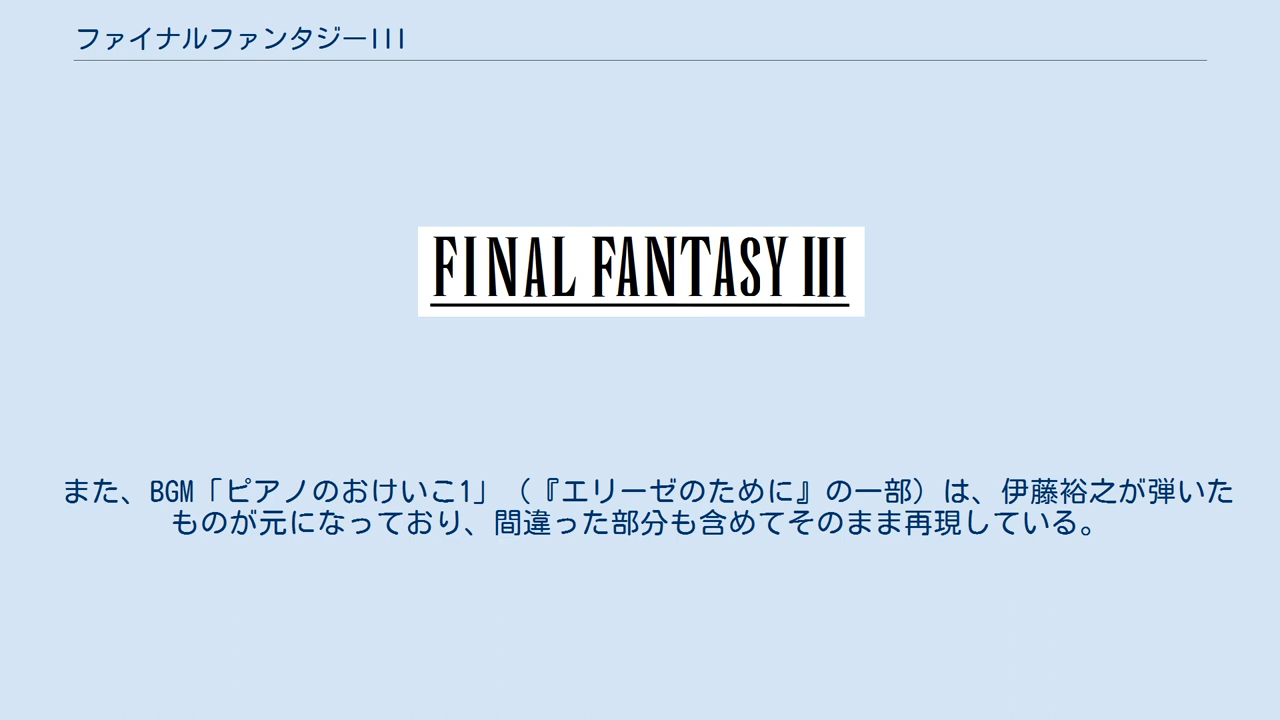 ファイナルファンタジーIII
FINAL FANTASY III
また、BGM「ピアノのおけいこ1」（『エリーゼのために』の一部）は、伊藤裕之が弾いた
ものが元になっており、間違った部分も含めてそのまま再現している。